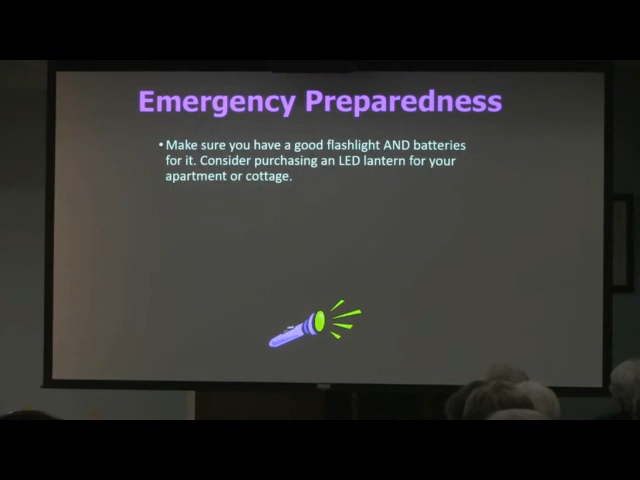 Emergency Preparedness
• Make sure you have a good flashlight AND batteries
for it. Consider purchasing an LED lantern for your
apartment or cottage.